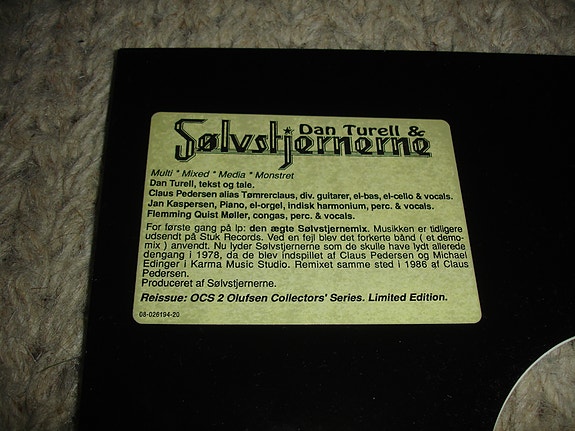 Dan Turell &
Sølvstjernerne
Multi * Mixed * Media * Monstret
Dan Turell, tekst og tale.
Claus Pedersen alias Tømrerclaus, div. guitarer, el-bas, el-cello & vocals.
Jan Kaspersen, Piano, el-orgel, indisk harmonium, perc. & vocals.
Flemming Quist Møller, congas, perc. & vocals.
For første gang på lp: den ægte Sølvstjernemix. Musikken er tidligere
udsendt på Stuk Records. Ved en fejl blev det forkerte bånd ( et demo-
mix ) anvendt. Nu lyder Sølvstjernerne som de skulle have lydt allerede
dengang i 1978, da de blev indspillet af Claus Pedersen og Michael
Edinger i Karma Music Studio. Remixet samme sted i 1986 af Claus
Pedersen.
Produceret af Sølvstjernerne.
Reissue: OCS 2 Olufsen Collectors' Series. Limited Edition.
08-026194-20